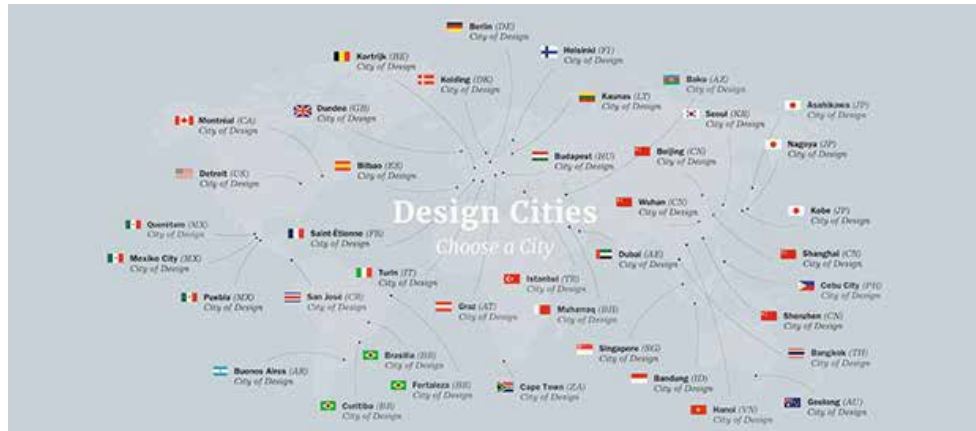 Berlin (DE)
City of Design
Helsinki (FI)
City of Design
Kortrijk (BE)
City of Design
Kolding (DK)
City of Design
Baku (AZ)
City of Design
Kaunas (LT)
City of Design
Asahikawa (JP)
City of Design
Dundee (GB)
City of Design
Seoul (KR)
City of Design
Montréal (CA)
City of Design
Nagoya (JP)
City of Design
Budapest (HU)
City of Design
Beijing (CN)
City of Design
Bilbao (ES)
City of Design
Detroit (US)
City of Design
Wuhan (CN)
City of Design
Kobe (JP)
City of Design
Design Cities
Choose a City
Querétaro (MX)
City of Design
Saint-Étienne (FR)
City of Design
Mexiko City (MX)
City of Design
Dubai (AE)
City of Design
Shanghai (CN)
City of Design
Turin (IT)
City of Design
Istanbul (TR)
City of Design
Cebu City (PH)
City of Design
Puebla (MX)
City of Design
San José (CR)
City of Design
Graz (AT)
City of Design
Muharraq (BH)
City of Design
Shenzhen (CN)
City of Design
Singapore (SG)
City of Design
Bangkok (TH)
City of Design
Brasilia (BR)
City of Design
Buenos Aires (AR)
City of Design
Fortaleza (BR)
City of Design
Cape Town (ZA)
City of Design
Bandung (ID)
City of Design
Curitiba (BR)
City of Design
Hanoi (VN)
City of Design
Geelong (AU)
City of Design